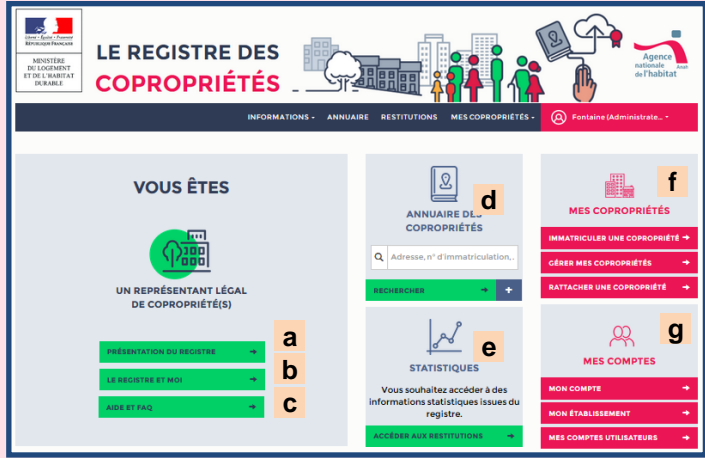 Liberté • Égalité • Fraternité
RÉPUBLIQUE FRANÇAISE
MINISTÈRE
DU LOGEMENT
ET DE L'HABITAT
DURABLE
LE REGISTRE DES
COPROPRIÉTÉS
Agence
nationale
de l'habitat
Anah
INFORMATIONS
ANNUAIRE
RESTITUTIONS
MES COPROPRIÉTÉS
Fontaine (Administrate...
VOUS ÊTES
UN REPRÉSENTANT LÉGAL
DE COPROPRIÉTÉ(S)
PRÉSENTATION DU REGISTRE
a
LE REGISTRE ET MOI
b
AIDE ET FAQ
c
d
ANNUAIRE DES
COPROPRIÉTÉS
Adresse, n° d'immatriculation,..
RECHERCHER
+
e
STATISTIQUES
Vous souhaitez accéder à des
informations statistiques issues du
registre.
ACCÉDER AUX RESTITUTIONS
f
MES COPROPRIÉTÉS
IMMATRICULER UNE COPROPRIÉTÉ
GÉRER MES COPROPRIÉTÉS
RATTACHER UNE COPROPRIÉTÉ
g
MES COMPTES
MON COMPTE
MON ÉTABLISSEMENT
MES COMPTES UTILISATEURS